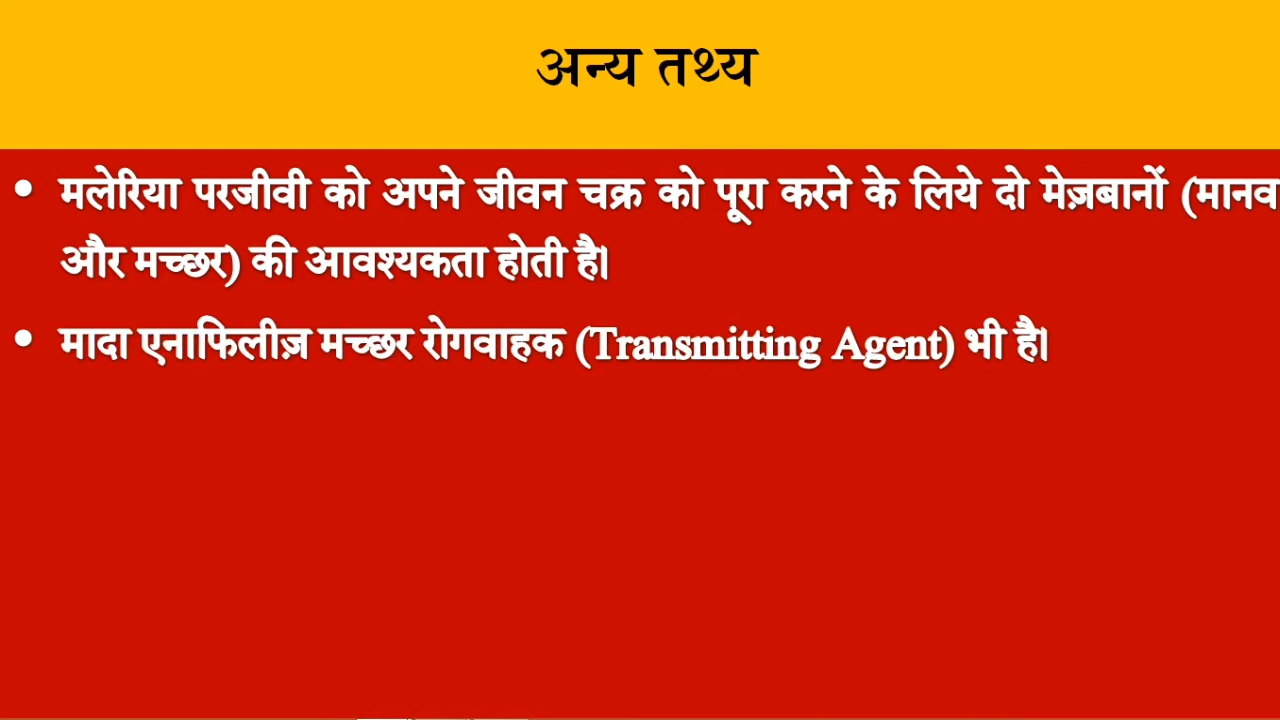 अन्य तथ्य
• मलेरिया परजीवी को अपने जीवन चक्र को पूरा करने के लिये दो मेज़बानों (मानव
और मच्छर) की आवश्यकता होती है।
• मादा एनाफिलीज़ मच्छर रोगवाहक (Transmitting Agent) भी है।